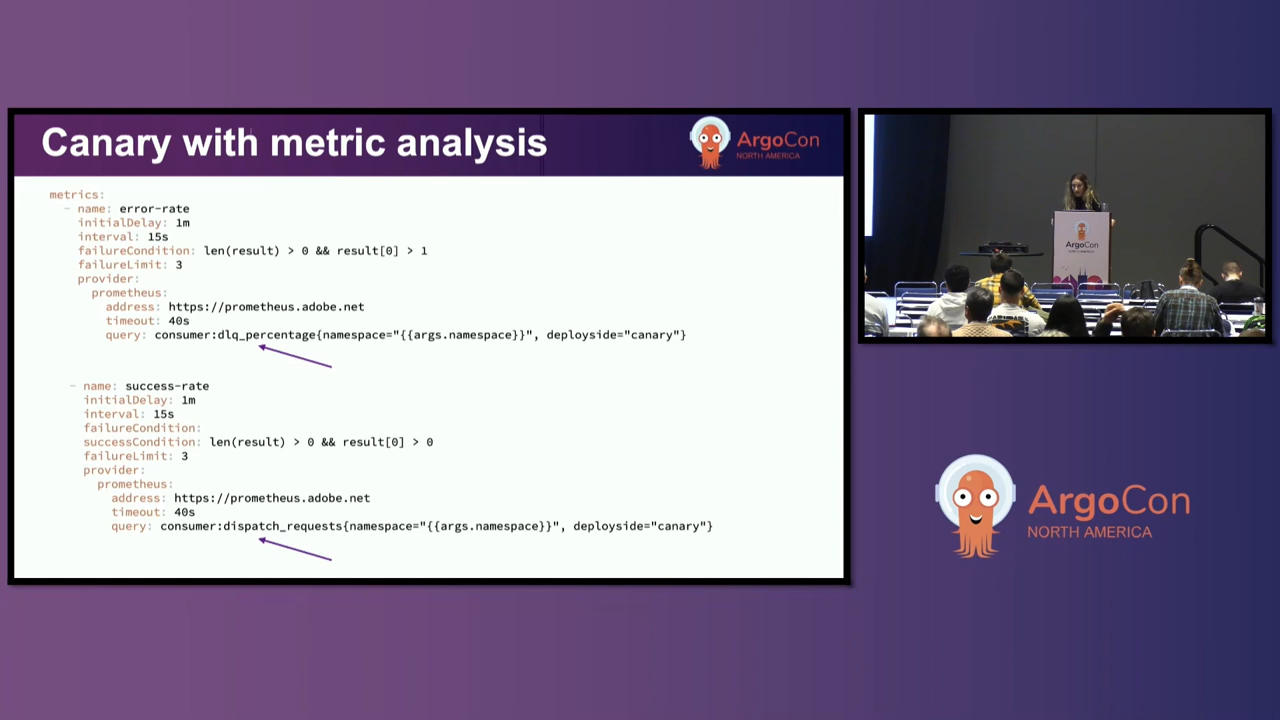 Canary with metric analysis
ArgoCon
NORTH AMERICA
metrics:
- name: error-rate
initialDelay: 1m
interval: 15s
failureCondition: len(result) > 0 && result[0] > 1
failureLimit: 3
provider:
prometheus:
address: https://prometheus.adobe.net
timeout: 40s
query: consumer:dlq_percentage{namespace="{{args.namespace}}", deployside="canary"}
- name: success-rate
initialDelay: 1m
interval: 15s
failureCondition:
successCondition: len(result) > 0 && result[0] > 0
failureLimit: 3
provider:
prometheus:
address: https://prometheus.adobe.net
timeout: 40s
query: consumer:dispatch_requests{namespace="{{args.namespace}}", deployside="canary"}
ArgoCon
ArgoCon
NORTH AMERICA